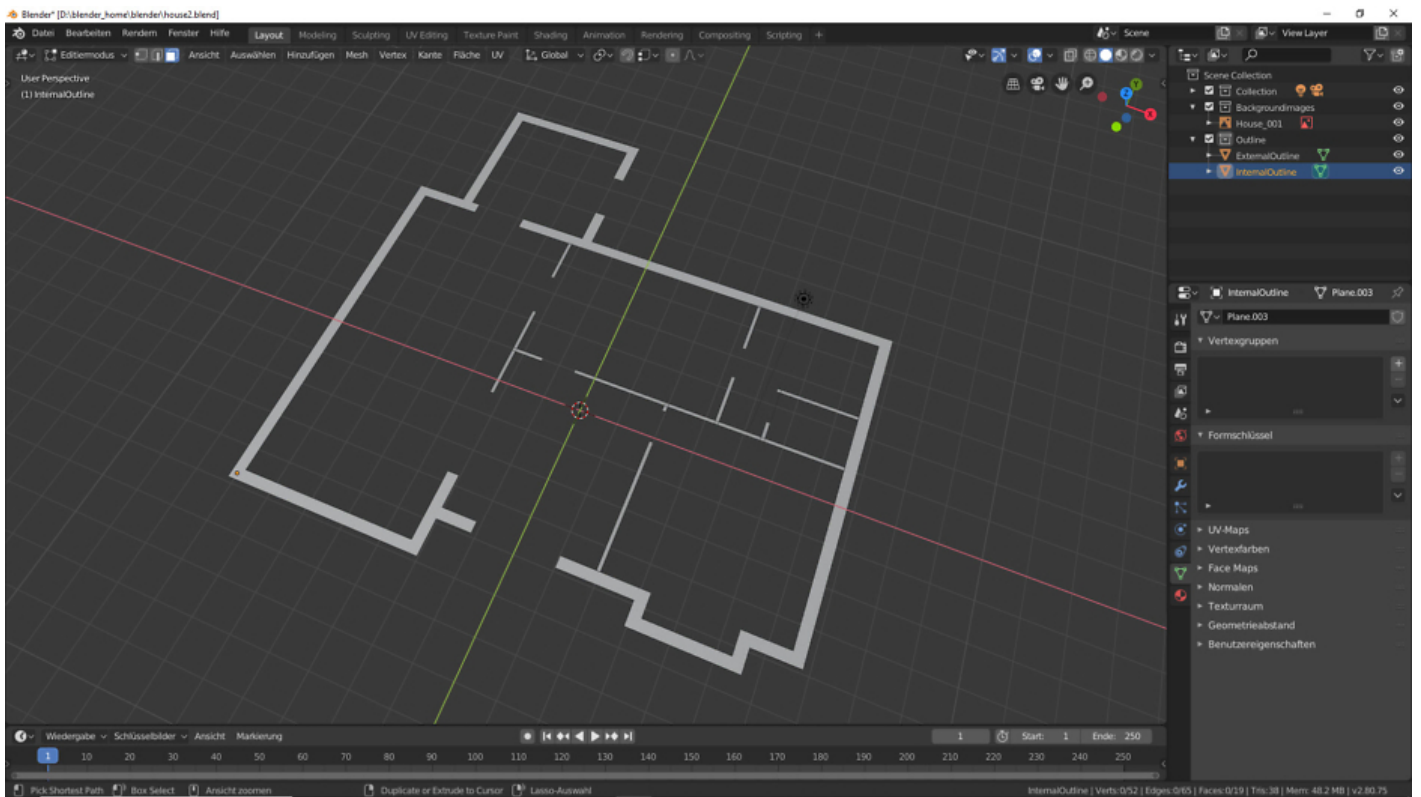 Blender* [D:\blender_home\blender\house2.blend]
Datei Bearbeiten Rendern Fenster Hilfe Layout Modeling Sculpting UV Editing Texture Paint Shading Animation Rendering Compositing Scripting + Scene View Layer
Editiermodus Ansicht Auswählen Hinzufügen Mesh Vertex Kante Fläche UV Global
User Perspective
(1) InternalOutline
Scene Collection
Collection
Backgroundimages
House_001
Outline
ExternalOutline
InternalOutline
Z
Y
X
InternalOutline Plane.003
Plane.003
Vertexgruppen
Formschlüssel
UV-Maps
Vertexfarben
Face Maps
Normalen
Texturraum
Geometrieabstand
Benutzereigenschaften
Wiedergabe Schlüsselbilder Ansicht Markierung 1 Start: 1 Ende: 250
1 10 20 30 40 50 60 70 80 90 100 110 120 130 140 150 160 170 180 190 200 210 220 230 240 250
Pick Shortest Path Box Select Ansicht zoomen Duplicate or Extrude to Cursor Lasso-Auswahl InternalOutline | Verts:0/52 | Edges:0/65 | Faces:0/19 | Tris:38 | Mem: 48.2 MB | v2.80.75